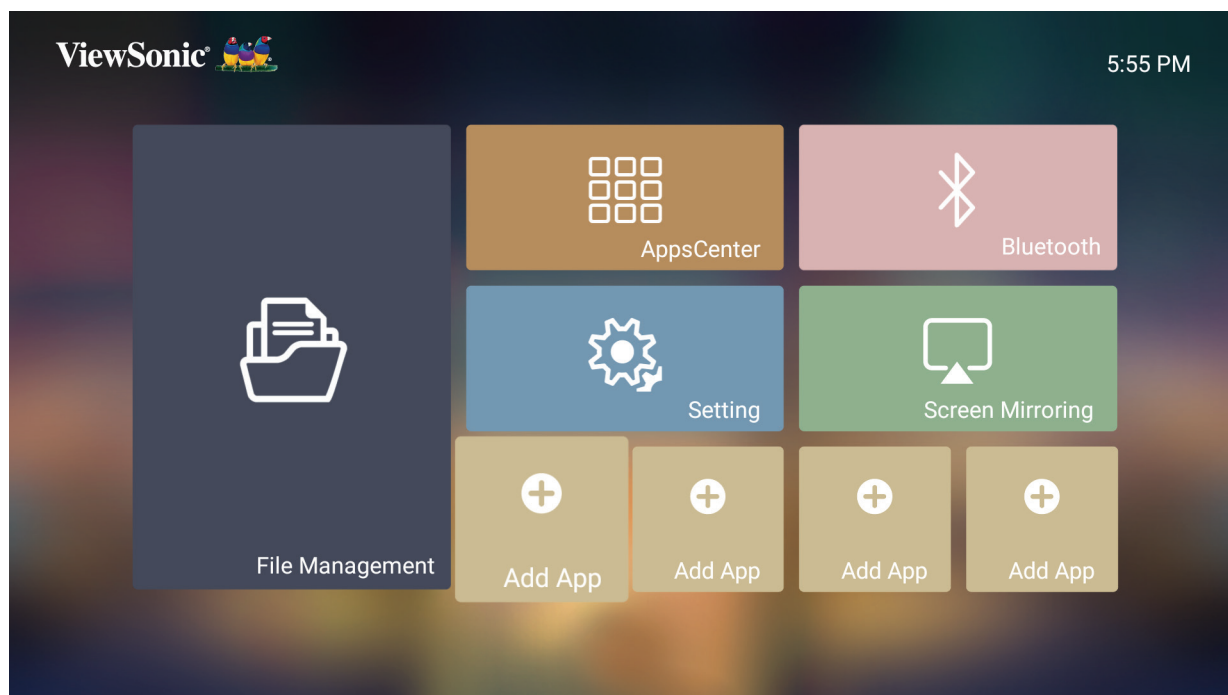 ViewSonic®
5:55 PM
AppsCenter
Bluetooth
Setting
Screen Mirroring
File Management
Add App
Add App
Add App
Add App